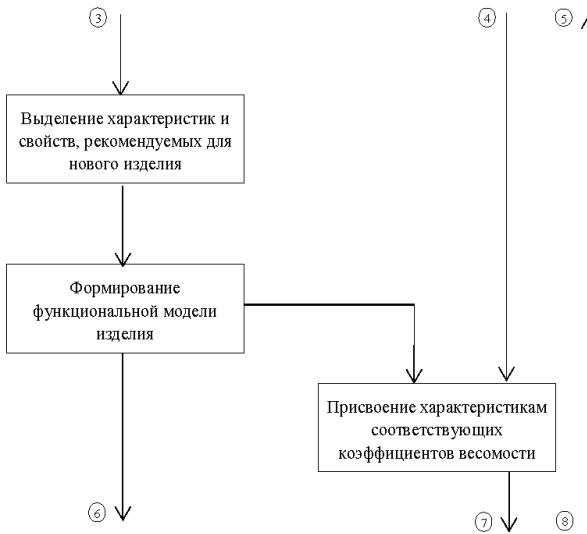 3
4
5
Выделение характеристик и
свойств, рекомендуемых для
нового изделия
Формирование
функциональной модели
изделия
Присвоение характеристикам
соответствующих
коэффициентов весомости
6
7
8